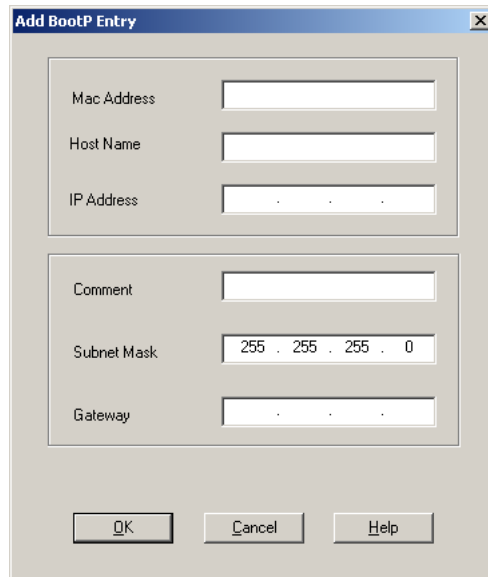 Add BootP Entry
Mac Address
Host Name
IP Address . . .
Comment
Subnet Mask 255 . 255 . 255 . 0
Gateway . . .
OK Cancel Help